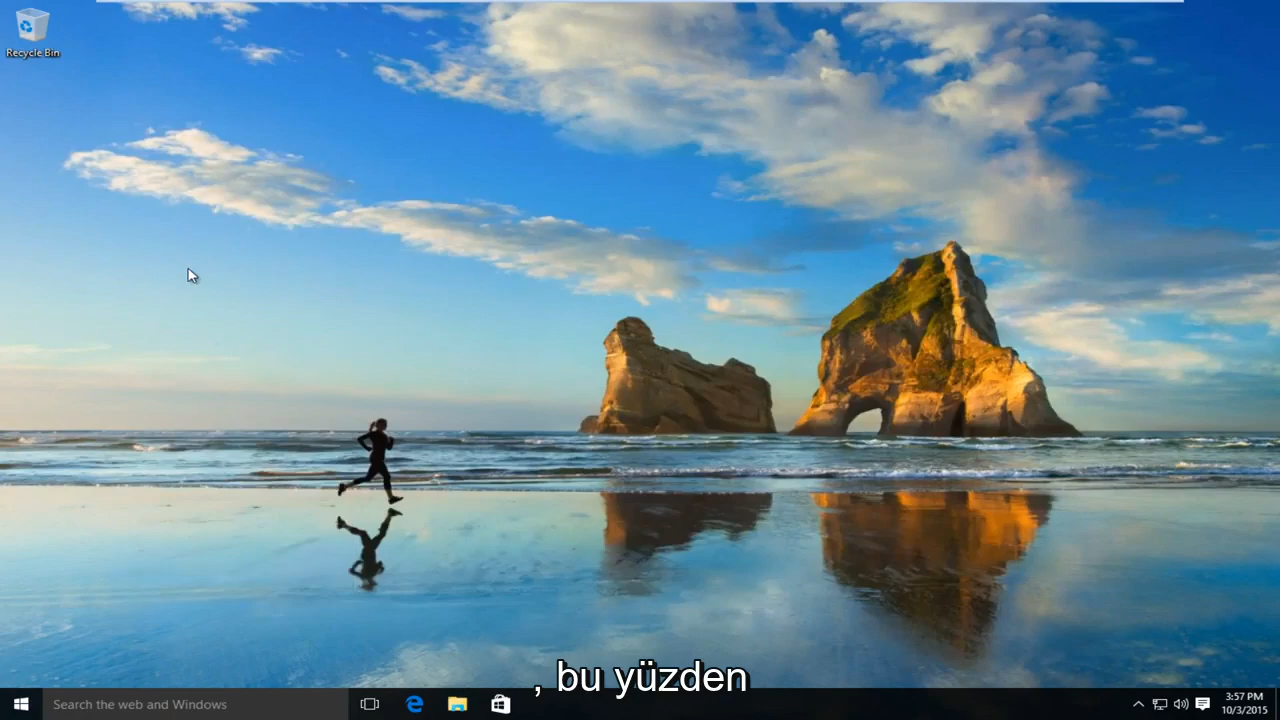 Recycle Bin
, bu yüzden
Search the web and Windows
3:57 PM
10/3/2015